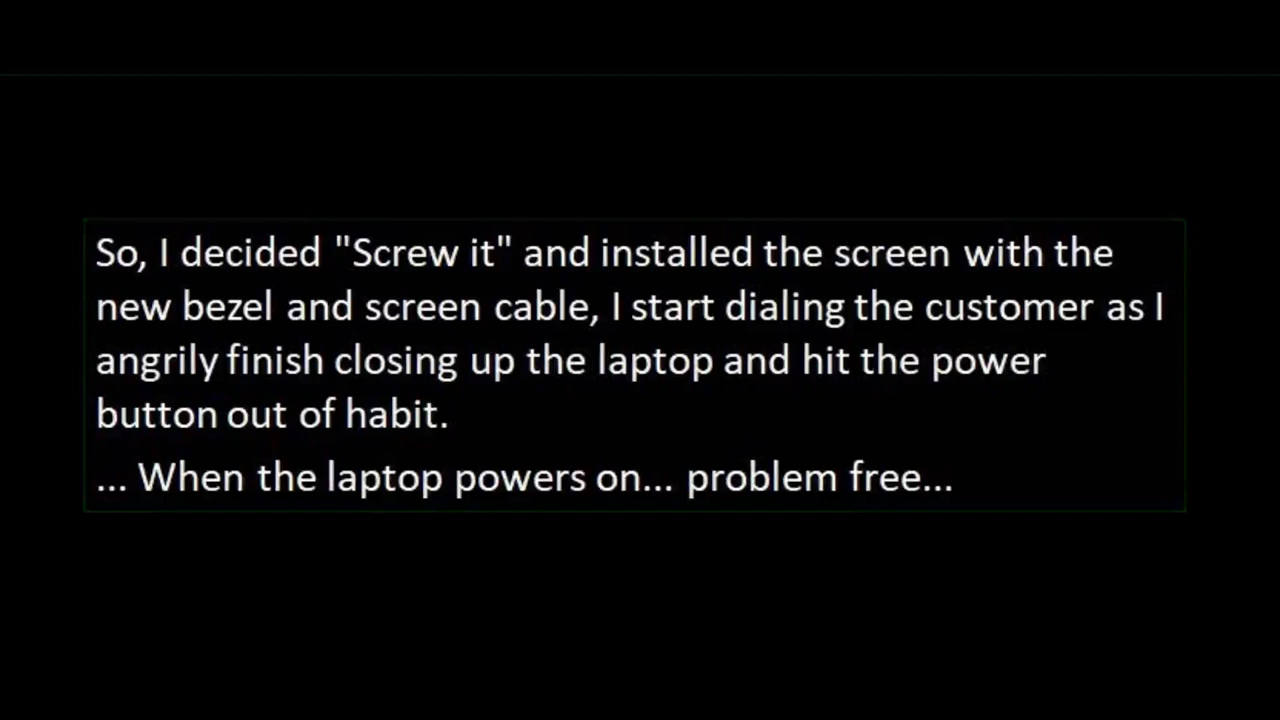 So, I decided "Screw it" and installed the screen with the
new bezel and screen cable, I start dialing the customer as I
angrily finish closing up the laptop and hit the power
button out of habit.
... When the laptop powers on... problem free...